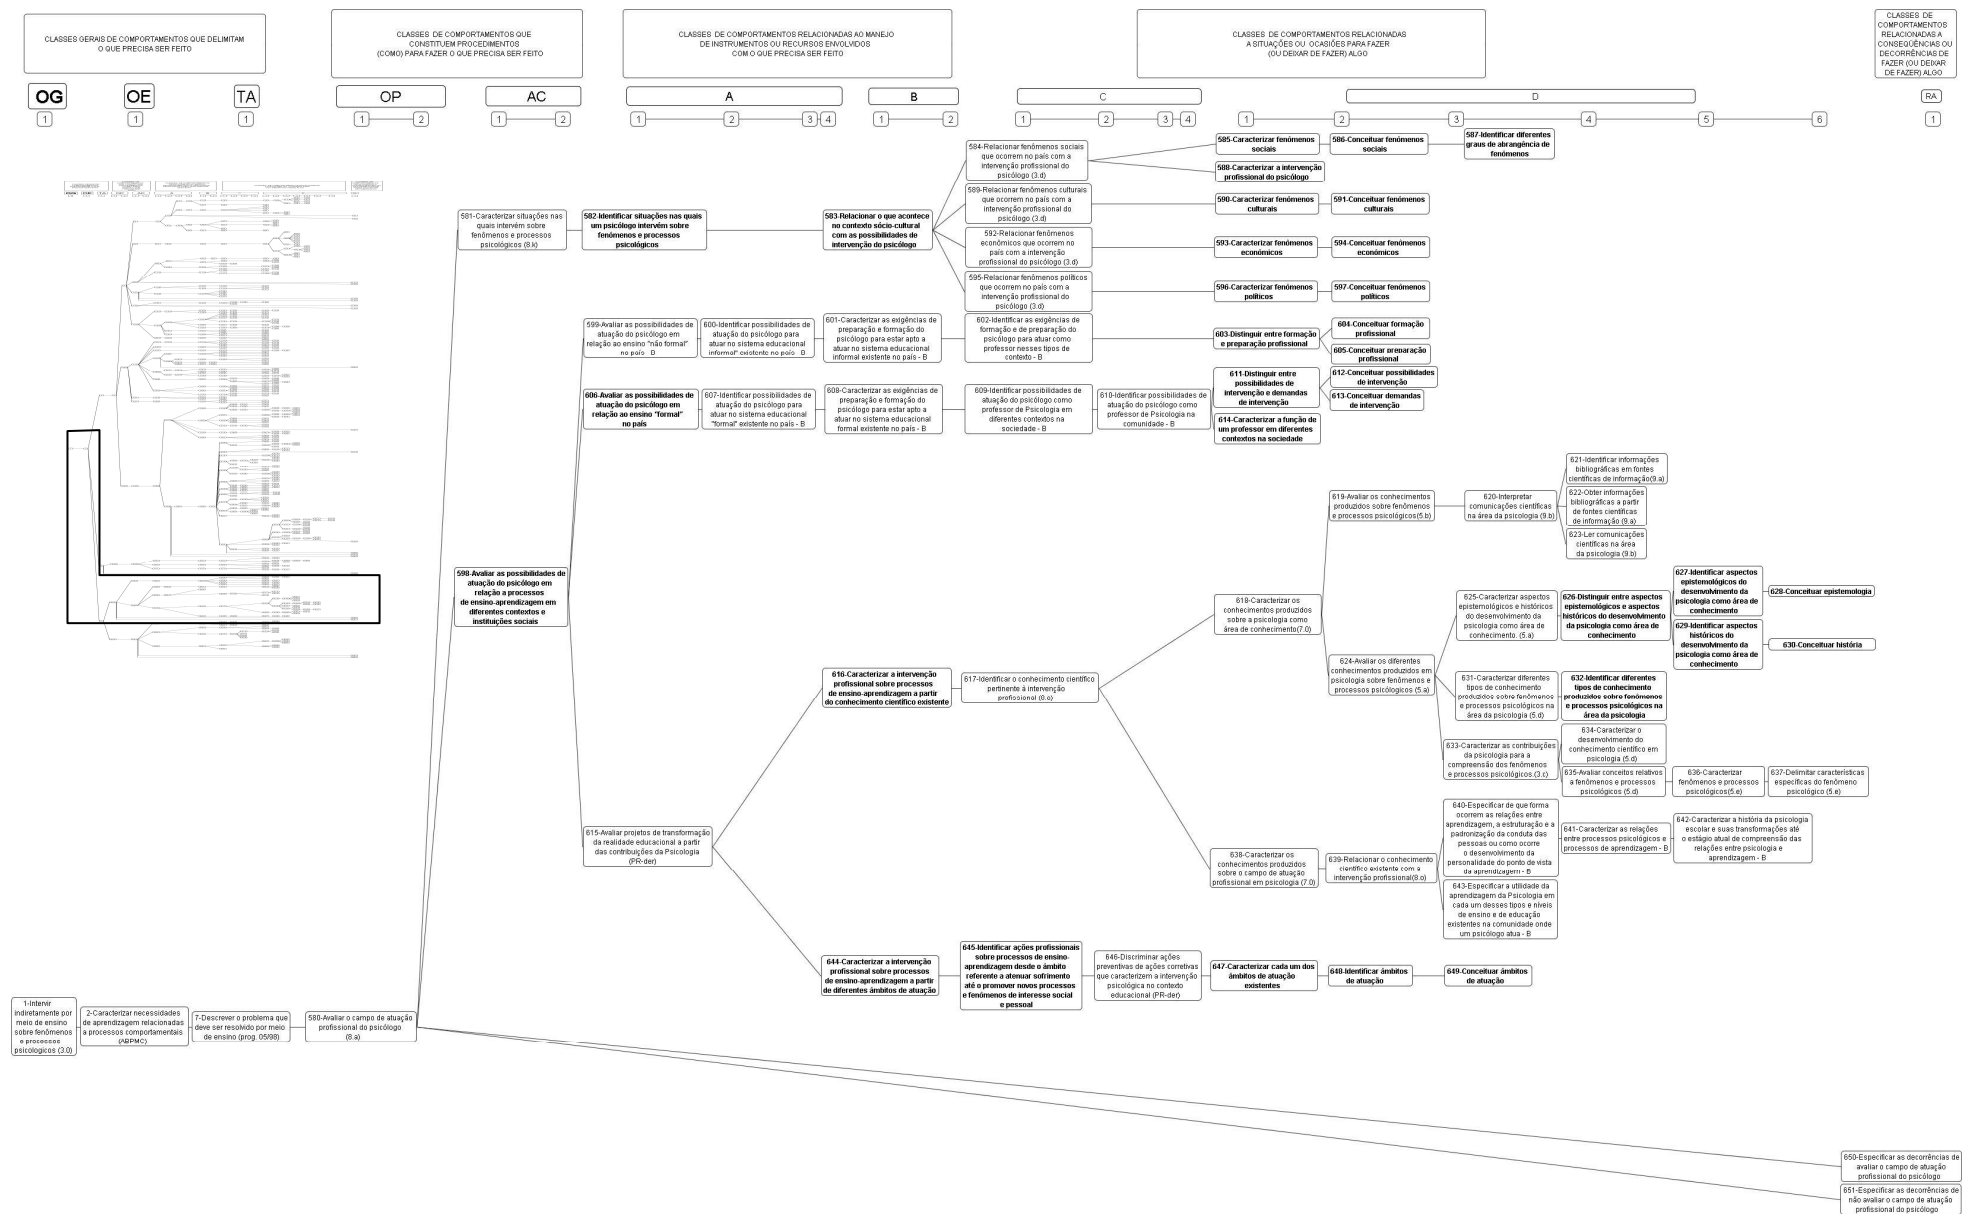 CLASSES GERAIS DE COMPORTAMENTOS QUE DELIMITAM
O QUE PRECISA SER FEITO
CLASSES DE COMPORTAMENTOS QUE
CONSTITUEM PROCEDIMENTOS
(COMO) PARA FAZER O QUE PRECISA SER FEITO
CLASSES DE COMPORTAMENTOS RELACIONADAS AO MANEJO
DE INSTRUMENTOS OU RECURSOS ENVOLVIDOS
COM O QUE PRECISA SER FEITO
CLASSES DE COMPORTAMENTOS RELACIONADAS
A SITUAÇÕES OU OCASIÕES PARA FAZER
(OU DEIXAR DE FAZER) ALGO
CLASSES DE
COMPORTAMENTOS
RELACIONADAS A
CONSEQÜÊNCIAS OU
DECORRÊNCIAS DE
FAZER (OU DEIXAR
DE FAZER) ALGO
OG OE TA OP AC A B C D RA
1 1 1 1 2 1 2 1 2 3 4 1 2 1 2 3 4 1 2 3 4 5 6 1
581-Caracterizar situações nas
quais intervém sobre
fenômenos e processos
psicológicos (8.k)
582-Identificar situações nas quais
um psicólogo intervém sobre
fenômenos e processos
psicológicos
583-Relacionar o que acontece
no contexto sócio-cultural
com as possibilidades de
intervenção do psicólogo
584-Relacionar fenômenos sociais
que ocorrem no país com a
intervenção profissional do
psicólogo (3.d)
585-Caracterizar fenômenos
sociais
586-Conceituar fenômenos
sociais
587-Identificar diferentes
graus de abrangência de
fenômenos
588-Caracterizar a intervenção
profissional do psicólogo
589-Relacionar fenômenos culturais
que ocorrem no país com a
intervenção profissional do
psicólogo (3.d)
590-Caracterizar fenômenos
culturais
591-Conceituar fenômenos
culturais
592-Relacionar fenômenos
econômicos que ocorrem no
país com a intervenção
profissional do psicólogo (3.d)
593-Caracterizar fenômenos
econômicos
594-Conceituar fenômenos
econômicos
595-Relacionar fenômenos políticos
que ocorrem no país com a
intervenção profissional do
psicólogo (3.d)
596-Caracterizar fenômenos
políticos
597-Conceituar fenômenos
políticos
599-Avaliar as possibilidades de
atuação do psicólogo em
relação ao ensino "não formal"
no país B
600-Identificar possibilidades de
atuação do psicólogo para
atuar no sistema educacional
informal" existente no país B
601-Caracterizar as exigências de
preparação e formação do
psicólogo para estar apto a
atuar no sistema educacional
informal existente no país - B
602-Identificar as exigências de
formação e de preparação do
psicólogo para atuar como
professor nesses tipos de
contexto - B
603-Distinguir entre formação
e preparação profissional
604-Conceituar formação
profissional
605-Conceituar preparação
profissional
606-Avaliar as possibilidades de
atuação do psicólogo em
relação ao ensino "formal"
no país
607-Identificar possibilidades de
atuação do psicólogo para
atuar no sistema educacional
"formal" existente no país - B
608-Caracterizar as exigências de
preparação e formação do
psicólogo para estar apto a
atuar no sistema educacional
formal existente no país - B
609-Identificar possibilidades de
atuação do psicólogo como
professor de Psicologia em
diferentes contextos na
sociedade - B
610-Identificar possibilidades de
atuação do psicólogo como
professor de Psicologia na
comunidade - B
611-Distinguir entre
possibilidades de
intervenção e demandas
de intervenção
612-Conceituar possibilidades
de intervenção
613-Conceituar demandas
de intervenção
614-Caracterizar a função de
um professor em diferentes
contextos na sociedade
598-Avaliar as possibilidades de
atuação do psicólogo em
relação a processos
de ensino-aprendizagem em
diferentes contextos e
instituições sociais
615-Avaliar projetos de transformação
da realidade educacional a partir
das contribuições da Psicologia
(PR-der)
616-Caracterizar a intervenção
profissional sobre processos
de ensino-aprendizagem a partir
do conhecimento científico existente
617-Identificar o conhecimento científico
pertinente à intervenção
profissional (8.o)
618-Caracterizar os
conhecimentos produzidos
sobre a psicologia como
área de conhecimento(7.0)
619-Avaliar os conhecimentos
produzidos sobre fenômenos
e processos psicológicos(5.b)
620-Interpretar
comunicações científicas
na área da psicologia (9.b)
621-Identificar informações
bibliográficas em fontes
científicas de informação(9.a)
622-Obter informações
bibliográficas a partir
de fontes científicas
de informação (9.a)
623-Ler comunicações
científicas na área
da psicologia (9.b)
624-Avaliar os diferentes
conhecimentos produzidos em
psicologia sobre fenômenos e
processos psicológicos (5.a)
625-Caracterizar aspectos
epistemológicos e históricos
do desenvolvimento da
psicologia como área de
conhecimento. (5.a)
626-Distinguir entre aspectos
epistemológicos e aspectos
históricos do desenvolvimento
da psicologia como área de
conhecimento
627-Identificar aspectos
epistemológicos do
desenvolvimento da
psicologia como área de
conhecimento
628-Conceituar epistemologia
629-Identificar aspectos
históricos do
desenvolvimento da
psicologia como área de
conhecimento
630-Conceituar história
631-Caracterizar diferentes
tipos de conhecimento
produzidos sobre fenômenos
e processos psicológicos na
área da psicologia (5.d)
632-Identificar diferentes
tipos de conhecimento
produzidos sobre fenômenos
e processos psicológicos na
área da psicologia
633-Caracterizar as contribuições
da psicologia para a
compreensão dos fenômenos
e processos psicológicos.(3.c)
634-Caracterizar o
desenvolvimento do
conhecimento científico em
psicologia (5.d)
635-Avaliar conceitos relativos
a fenômenos e processos
psicológicos (5.d)
636-Caracterizar
fenômenos e processos
psicológicos(5.e)
637-Delimitar características
específicas do fenômeno
psicológico (5.e)
638-Caracterizar os
conhecimentos produzidos
sobre o campo de atuação
profissional em psicologia (7.0)
639-Relacionar o conhecimento
científico existente com a
intervenção profissional(8.o)
640-Especificar de que forma
ocorrem as relações entre
aprendizagem, a estruturação e a
padronização da conduta das
pessoas ou como ocorre
o desenvolvimento da
personalidade do ponto de vista
da aprendizagem - B
641-Caracterizar as relações
entre processos psicológicos e
processos de aprendizagem - B
642-Caracterizar a história da psicologia
escolar e suas transformações até
o estágio atual de compreensão das
relações entre psicologia e
aprendizagem - B
643-Especificar a utilidade da
aprendizagem da Psicologia em
cada um desses tipos e níveis
de ensino e de educação
existentes na comunidade onde
um psicólogo atua - B
644-Caracterizar a intervenção
profissional sobre processos
de ensino-aprendizagem a partir
de diferentes âmbitos de atuação
645-Identificar ações profissionais
sobre processos de ensino-
aprendizagem desde o âmbito
referente a atenuar sofrimento
até o promover novos processos
e fenômenos de interesse social
e pessoal
646-Discriminar ações
preventivas de ações corretivas
que caracterizem a intervenção
psicológica no contexto
educacional (PR-der)
647-Caracterizar cada um dos
âmbitos de atuação
existentes
648-Identificar âmbitos
de atuação
649-Conceituar âmbitos
de atuação
1-Intervir
indiretamente por
meio de ensino
sobre fenômenos
e processos
psicológicos (3.0)
2-Caracterizar necessidades
de aprendizagem relacionadas
a processos comportamentais
(ABPMC)
7-Descrever o problema que
deve ser resolvido por meio
de ensino (prog. 05/98)
580-Avaliar o campo de atuação
profissional do psicólogo
(8.a)
650-Especificar as decorrências de
avaliar o campo de atuação
profissional do psicólogo
651-Especificar as decorrências de
não avaliar o campo de atuação
profissional do psicólogo